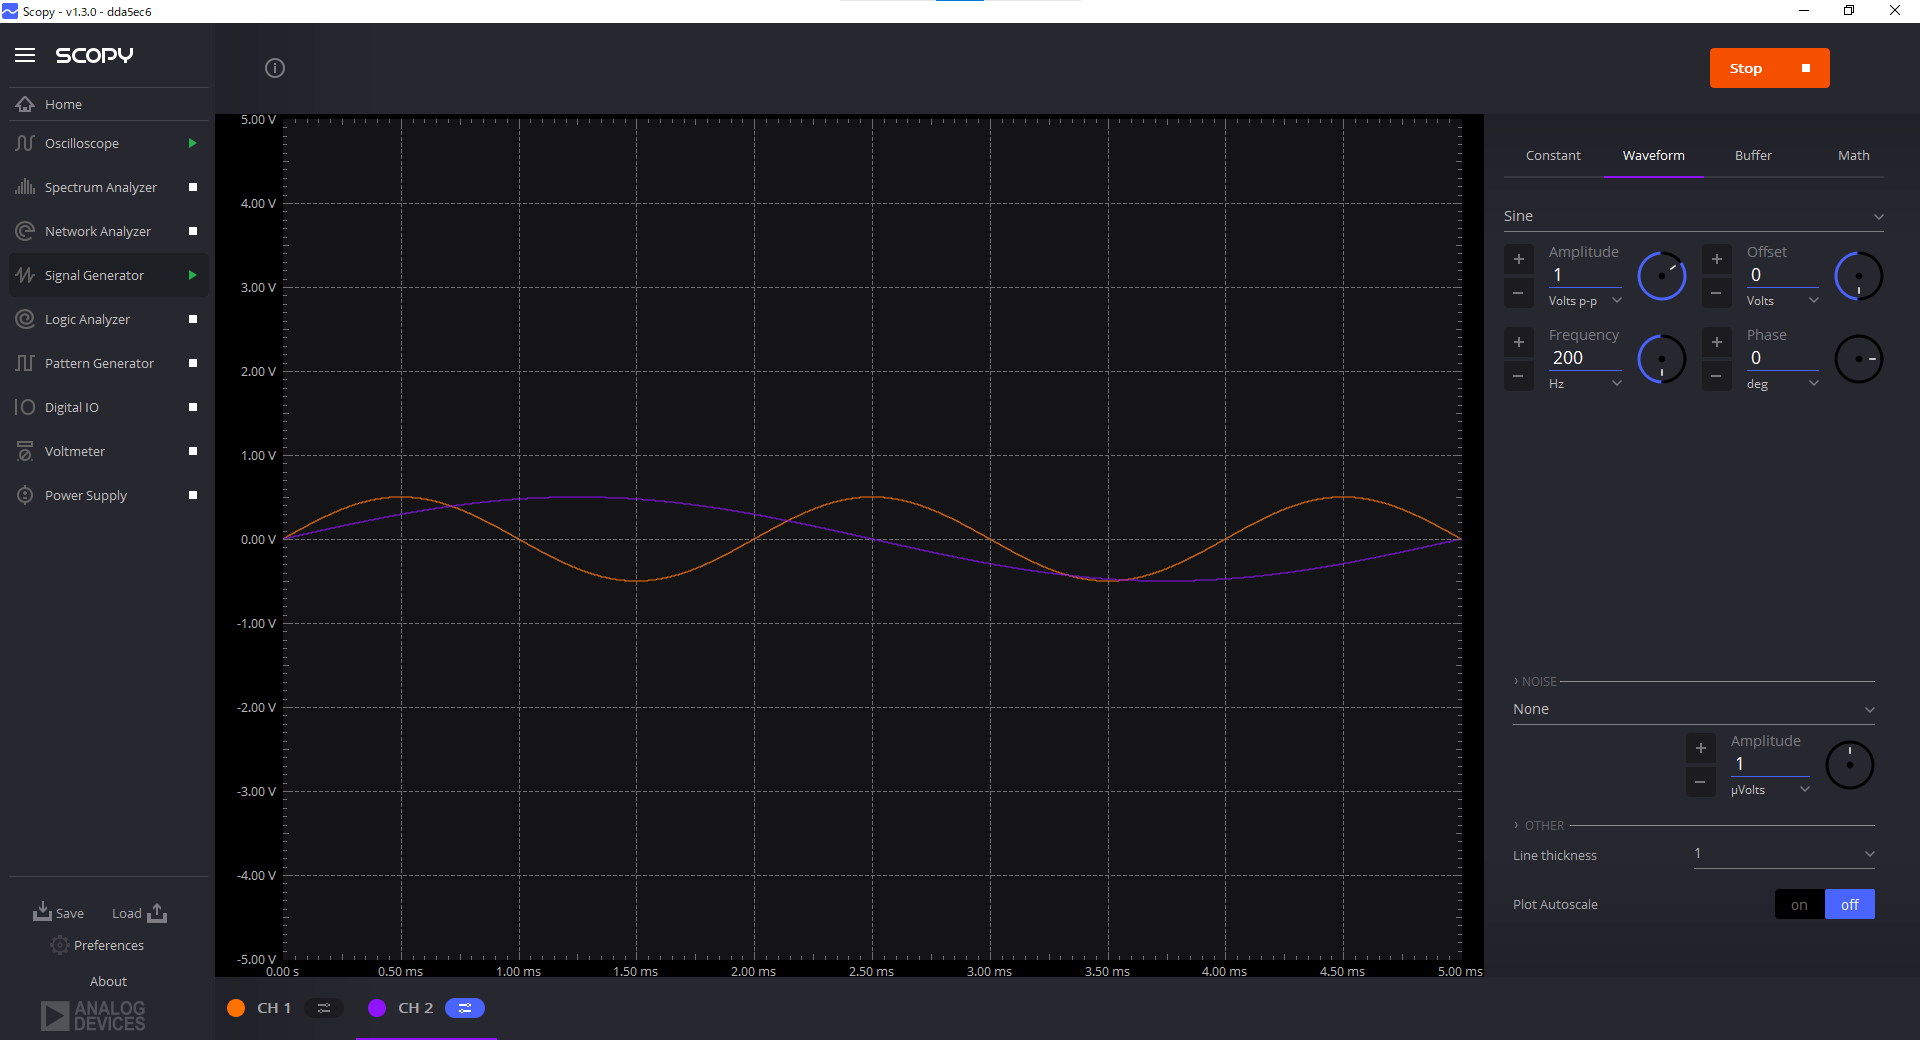 Scopy - v1.3.0 - dda5ec6
SCOPY
Home
Oscilloscope
Spectrum Analyzer
Network Analyzer
Signal Generator
Logic Analyzer
Pattern Generator
Digital IO
Voltmeter
Power Supply
Save Load
Preferences
About
ANALOG
DEVICES
Stop
5.00 V
4.00 V
3.00 V
2.00 V
1.00 V
0.00 V
-1.00 V
-2.00 V
-3.00 V
-4.00 V
-5.00 V
0.00 s 0.50 ms 1.00 ms 1.50 ms 2.00 ms 2.50 ms 3.00 ms 3.50 ms 4.00 ms 4.50 ms 5.00 ms
CH 1 CH 2
Constant Waveform Buffer Math
Sine
+ Amplitude + Offset
1 0
- Volts p-p - Volts
+ Frequency + Phase
200 0
- Hz - deg
NOISE
None
+ Amplitude
1
- µVolts
OTHER
Line thickness 1
Plot Autoscale on off